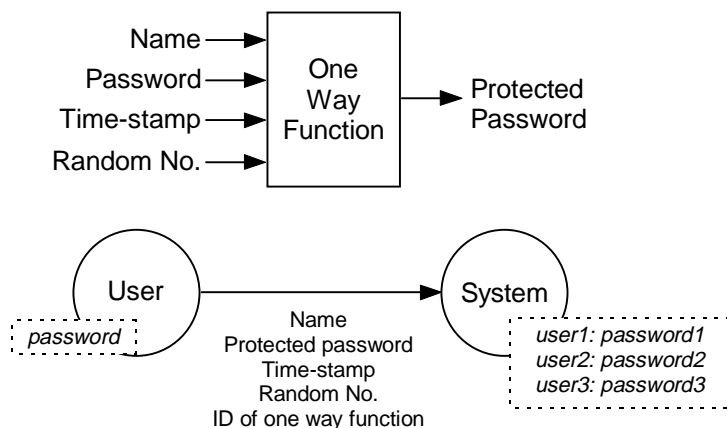 Name
Password
Time-stamp
Random No.
One
Way
Function
Protected
Password
User
password
Name
Protected password
Time-stamp
Random No.
ID of one way function
System
user1: password1
user2: password2
user3: password3